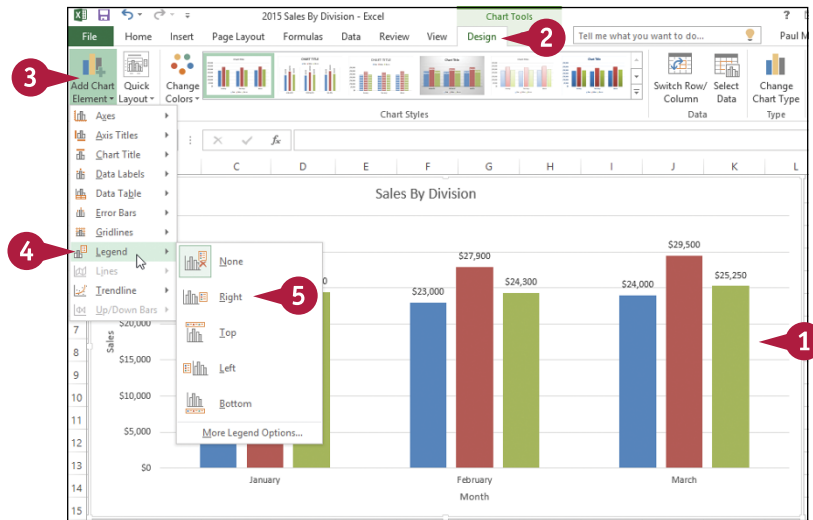 2015 Sales By Division - Excel
Chart Tools
?
File
Home
Insert
Page Layout
Formulas
Data
Review
View
Design
Tell me what you want to do...
Paul M
2
3
Add Chart Element
Quick Layout
Change Colors
Switch Row/ Column
Select Data
Change Chart Type
Chart Styles
Data
Type
Axes
Axis Titles
Chart Title
Data Labels
Data Table
Error Bars
Gridlines
Legend
Lines
Trendline
Up/Down Bars
4
None
Right
Top
Left
Bottom
More Legend Options...
5
fx
C
D
E
F
G
H
I
J
K
L
Sales By Division
0
$23,000
$27,900
$24,300
$24,000
$29,500
$25,250
1
7
8
9
10
11
12
13
14
15
Sales
$20,000
$15,000
$10,000
$5,000
$0
January
February
March
Month